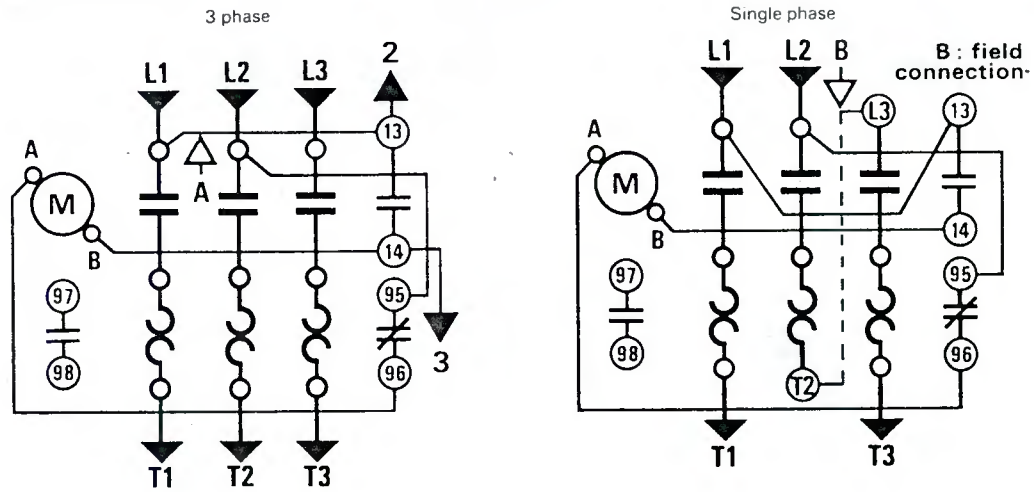 3 phase
2
L1 L2 L3
13
A
A
M
B
14
97
95
98
96
3
T1 T2 T3
Single phase
L1 L2 B
B : field
connection-
L3
13
A
M
B
14
97
95
98
96
T2
T1 T3